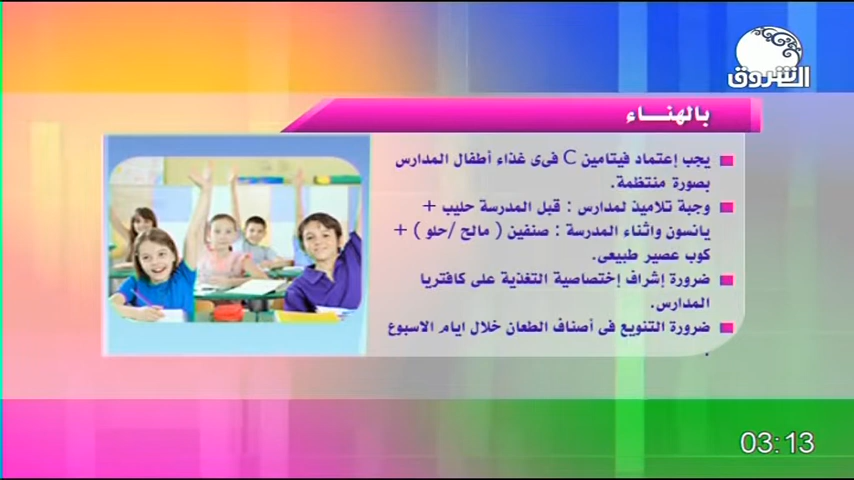 الشروق
بالهنـــاء
يجب إعتماد فيتامين C فى غذاء أطفال المدارس
بصورة منتظمة.
وجبة تلاميذ لمدارس : قبل المدرسة حليب +
يانسون واثناء المدرسة : صنفين ( مالح /حلو ) +
كوب عصير طبيعى.
ضرورة إشراف إختصاصية التغذية على كافتريا
المدارس.
ضرورة التنويع فى أصناف الطعان خلال ايام الاسبوع
.
03:13